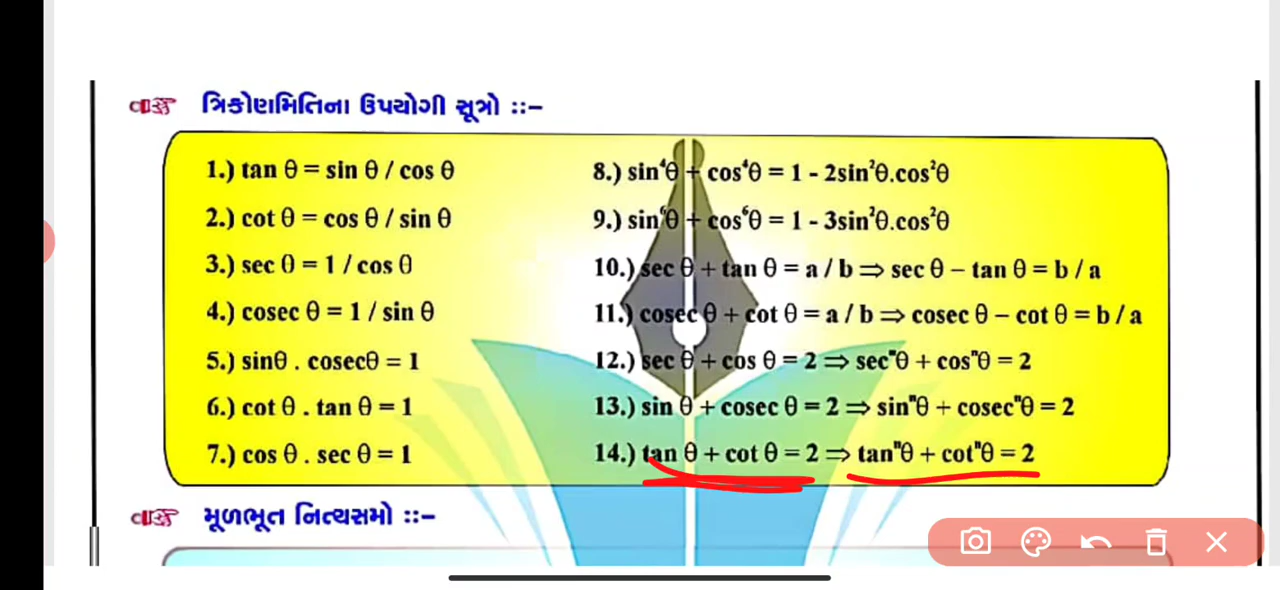 ત્રિકોણમિતિના ઉપયોગી સૂત્રો ::–
1.) tan θ = sin θ / cos θ
2.) cot θ = cos θ / sin θ
3.) sec θ = 1 / cos θ
4.) cosec θ = 1 / sin θ
5.) sinθ . cosecθ = 1
6.) cot θ . tan θ = 1
7.) cos θ . sec θ = 1
8.) sin⁴θ + cos⁴θ = 1 - 2sin²θ.cos²θ
9.) sin⁶θ + cos⁶θ = 1 - 3sin²θ.cos²θ
10.) sec θ + tan θ = a / b ⇒ sec θ – tan θ = b / a
11.) cosec θ + cot θ = a / b ⇒ cosec θ – cot θ = b / a
12.) sec θ + cos θ = 2 ⇒ secⁿθ + cosⁿθ = 2
13.) sin θ + cosec θ = 2 ⇒ sinⁿθ + cosecⁿθ = 2
14.) tan θ + cot θ = 2 ⇒ tanⁿθ + cotⁿθ = 2
મૂળભૂત નિત્યસમો ::–